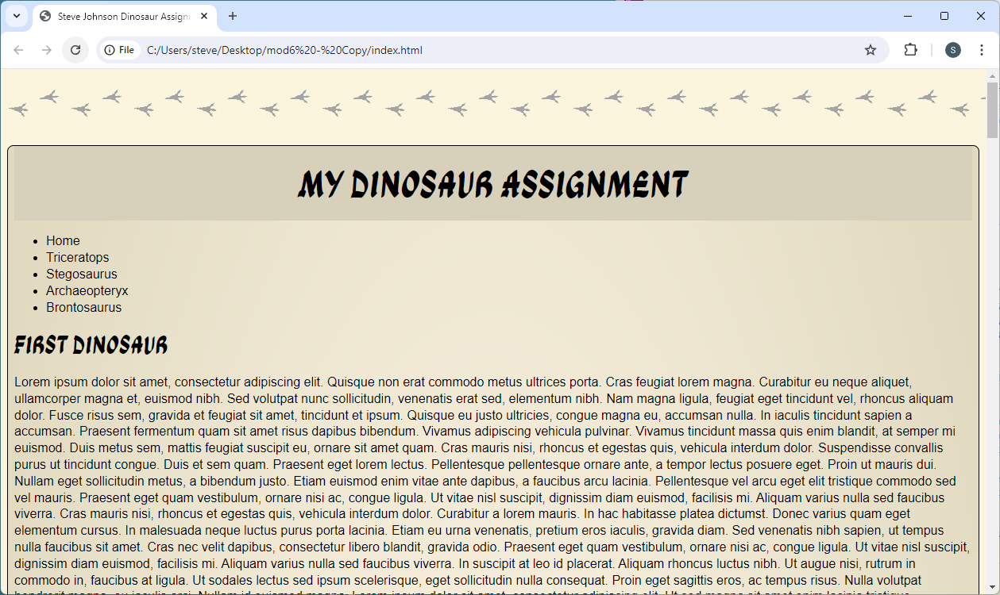 Steve Johnson Dinosaur Assign
File C:/Users/steve/Desktop/mod6%20-%20Copy/index.html S
MY DINOSAUR ASSIGNMENT
Home
Triceratops
Stegosaurus
Archaeopteryx
Brontosaurus
FIRST DINOSAUR
Lorem ipsum dolor sit amet, consectetur adipiscing elit. Quisque non erat commodo metus ultrices porta. Cras feugiat lorem magna. Curabitur eu neque aliquet,
ullamcorper magna et, euismod nibh. Sed volutpat nunc sollicitudin, venenatis erat sed, elementum nibh. Nam magna ligula, feugiat eget tincidunt vel, rhoncus aliquam
dolor. Fusce risus sem, gravida et feugiat sit amet, tincidunt et ipsum. Quisque eu justo ultricies, congue magna eu, accumsan nulla. In iaculis tincidunt sapien a
accumsan. Praesent fermentum quam sit amet risus dapibus bibendum. Vivamus adipiscing vehicula pulvinar. Vivamus tincidunt massa quis enim blandit, at semper mi
euismod. Duis metus sem, mattis feugiat suscipit eu, ornare sit amet quam. Cras mauris nisi, rhoncus et egestas quis, vehicula interdum dolor. Suspendisse convallis
purus ut tincidunt congue. Duis et sem quam. Praesent eget lorem lectus. Pellentesque pellentesque ornare ante, a tempor lectus posuere eget. Proin ut mauris dui.
Nullam eget sollicitudin metus, a bibendum justo. Etiam euismod enim vitae ante dapibus, a faucibus arcu lacinia. Pellentesque vel arcu eget elit tristique commodo sed
vel mauris. Praesent eget quam vestibulum, ornare nisi ac, congue ligula. Ut vitae nisl suscipit, dignissim diam euismod, facilisis mi. Aliquam varius nulla sed faucibus
viverra. Cras mauris nisi, rhoncus et egestas quis, vehicula interdum dolor. Curabitur a lorem mauris. In hac habitasse platea dictumst. Donec varius quam eget
elementum cursus. In malesuada neque luctus purus porta lacinia. Etiam eu urna venenatis, pretium eros iaculis, gravida diam. Sed venenatis nibh sapien, ut tempus
nulla faucibus sit amet. Cras nec velit dapibus, consectetur libero blandit, gravida odio. Praesent eget quam vestibulum, ornare nisi ac, congue ligula. Ut vitae nisl suscipit,
dignissim diam euismod, facilisis mi. Aliquam varius nulla sed faucibus viverra. In suscipit at leo id placerat. Aliquam rhoncus luctus nibh. Ut augue nisi, rutrum in
commodo in, faucibus at ligula. Ut sodales lectus sed ipsum scelerisque, eget sollicitudin nulla consequat. Proin eget sagittis eros, ac tempus risus. Nulla volutpat